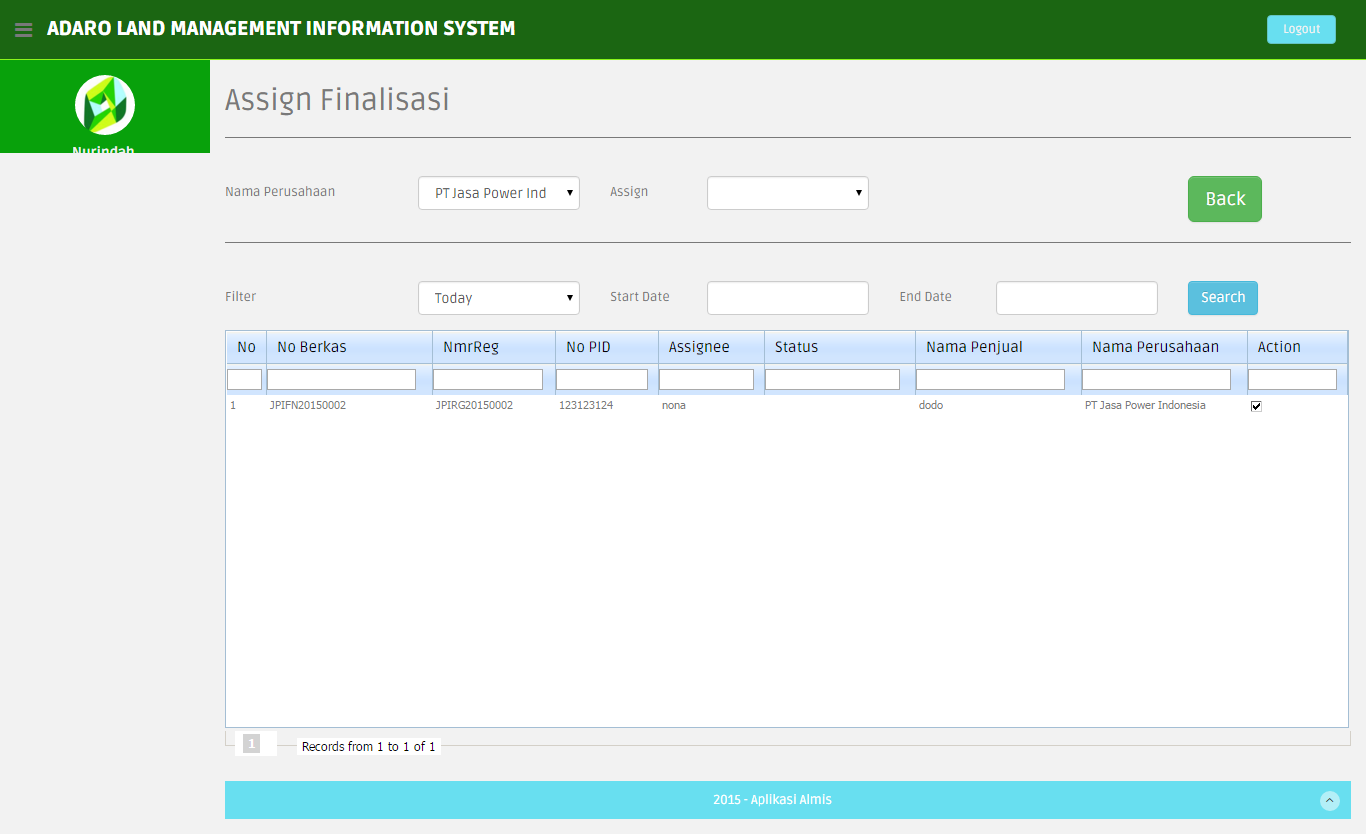 ADARO LAND MANAGEMENT INFORMATION SYSTEM
Logout
Nurindah
Assign Finalisasi
Nama Perusahaan PT Jasa Power Ind Assign Back
Filter Today Start Date End Date Search
No No Berkas NmrReg No PID Assignee Status Nama Penjual Nama Perusahaan Action
1 JPIFN20150002 JPIRG20150002 123123124 nona dodo PT Jasa Power Indonesia
1 Records from 1 to 1 of 1
2015 - Aplikasi Almis